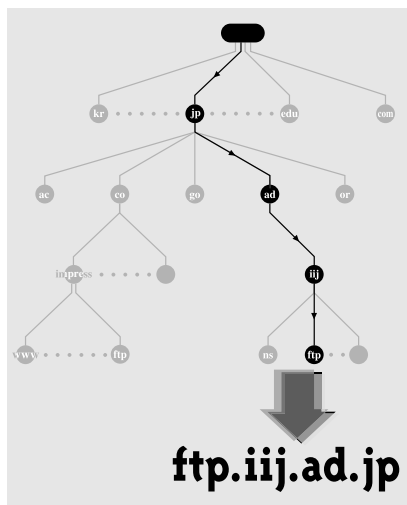 kr jp edu com
ac co go ad or
impress iij
www ftp ns ftp
ftp.iij.ad.jp